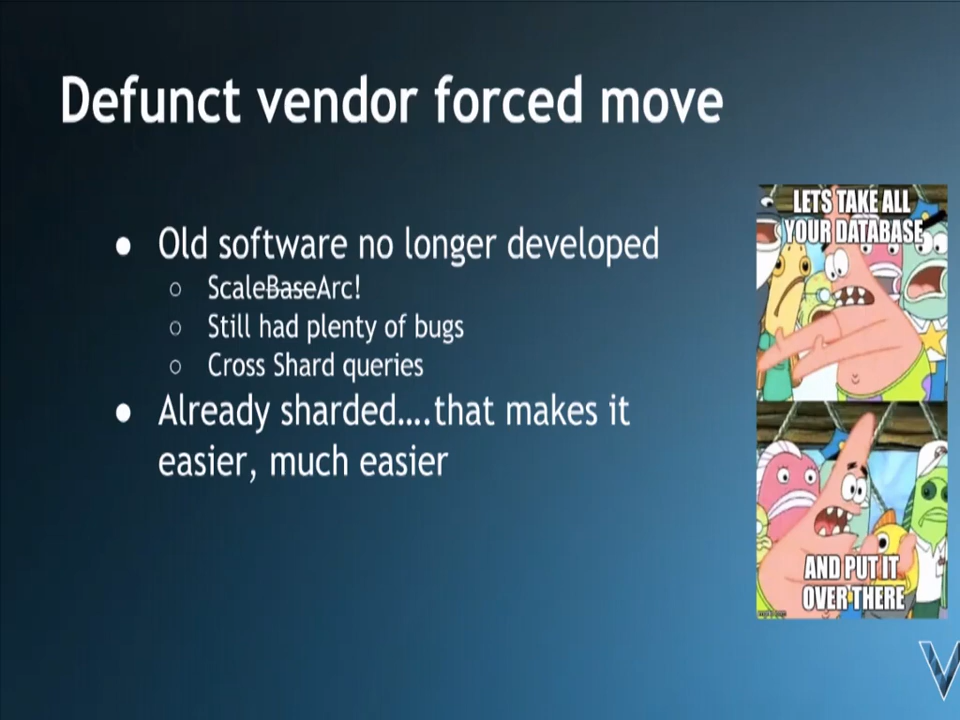 Defunct vendor forced move
● Old software no longer developed
○ ScaleBaseArc!
○ Still had plenty of bugs
○ Cross Shard queries
● Already sharded....that makes it
easier, much easier
LETS TAKE ALL
YOUR DATABASE
AND PUT IT
OVER THERE
V